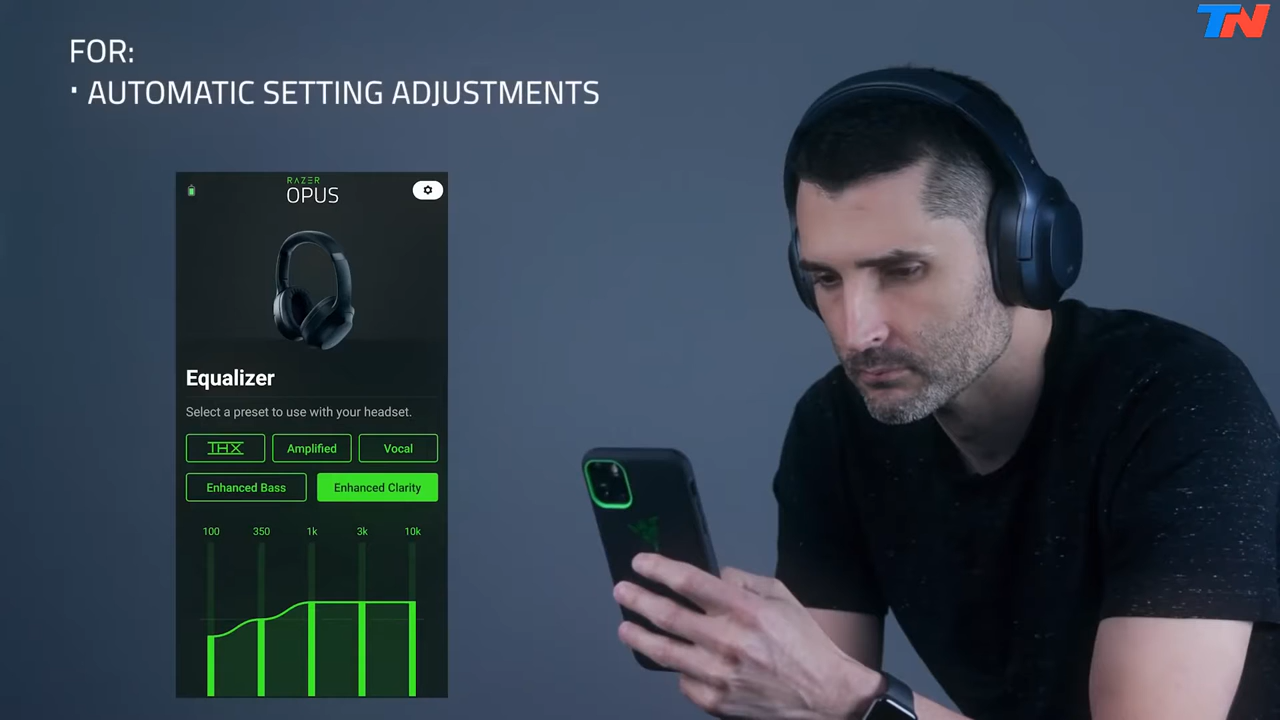 TN
FOR:
· AUTOMATIC SETTING ADJUSTMENTS
RAZER
OPUS
Equalizer
Select a preset to use with your headset.
THX
Amplified
Vocal
Enhanced Bass
Enhanced Clarity
100 350 1k 3k 10k